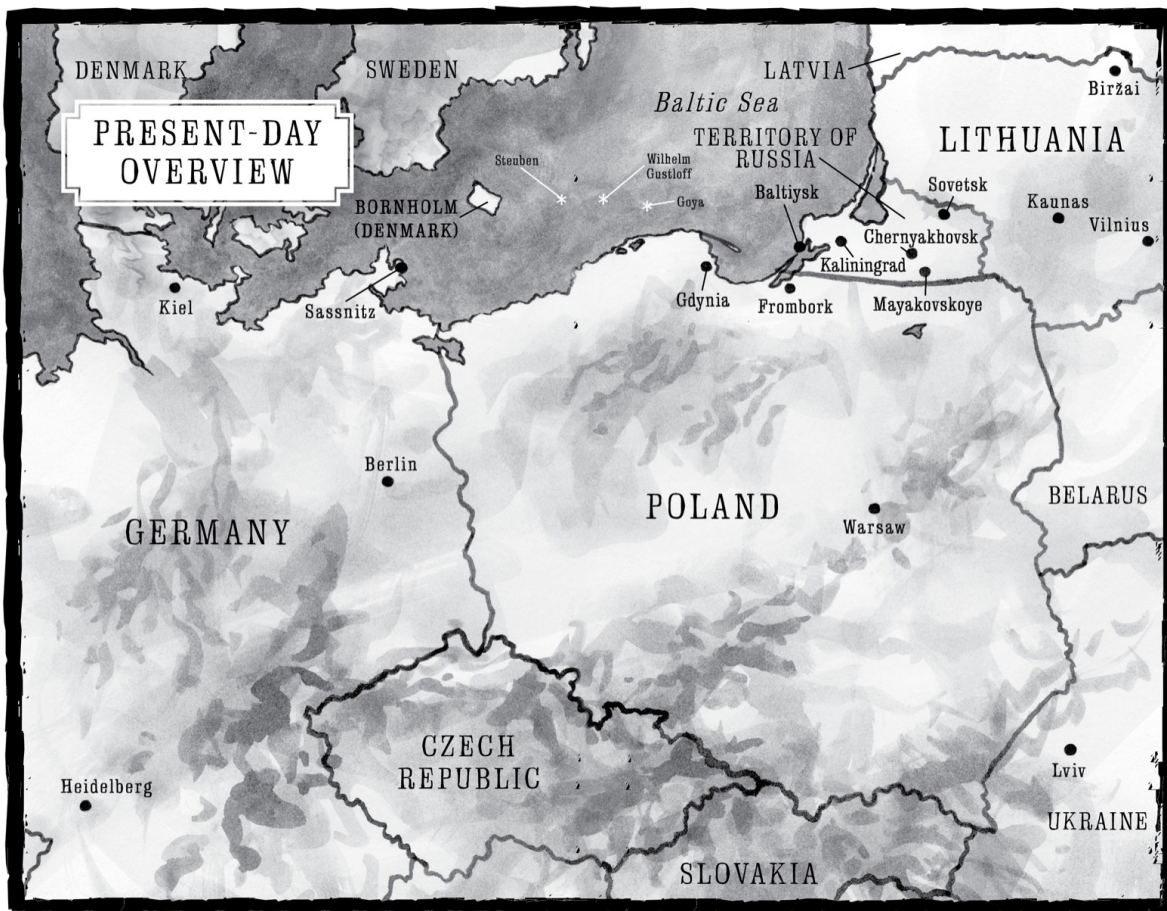 DENMARK
SWEDEN
LATVIA
Biržai
Baltic Sea
PRESENT-DAY
OVERVIEW
TERRITORY OF
RUSSIA
LITHUANIA
Steuben
Wilhelm
Gustloff
Goya
Baltiysk
Sovetsk
Kaunas
Vilnius
BORNHOLM
(DENMARK)
Chernyakhovsk
Kaliningrad
Kiel
Sassnitz
Gdynia
Frombork
Mayakovskoye
Berlin
GERMANY
POLAND
Warsaw
BELARUS
CZECH
REPUBLIC
Heidelberg
Lviv
UKRAINE
SLOVAKIA